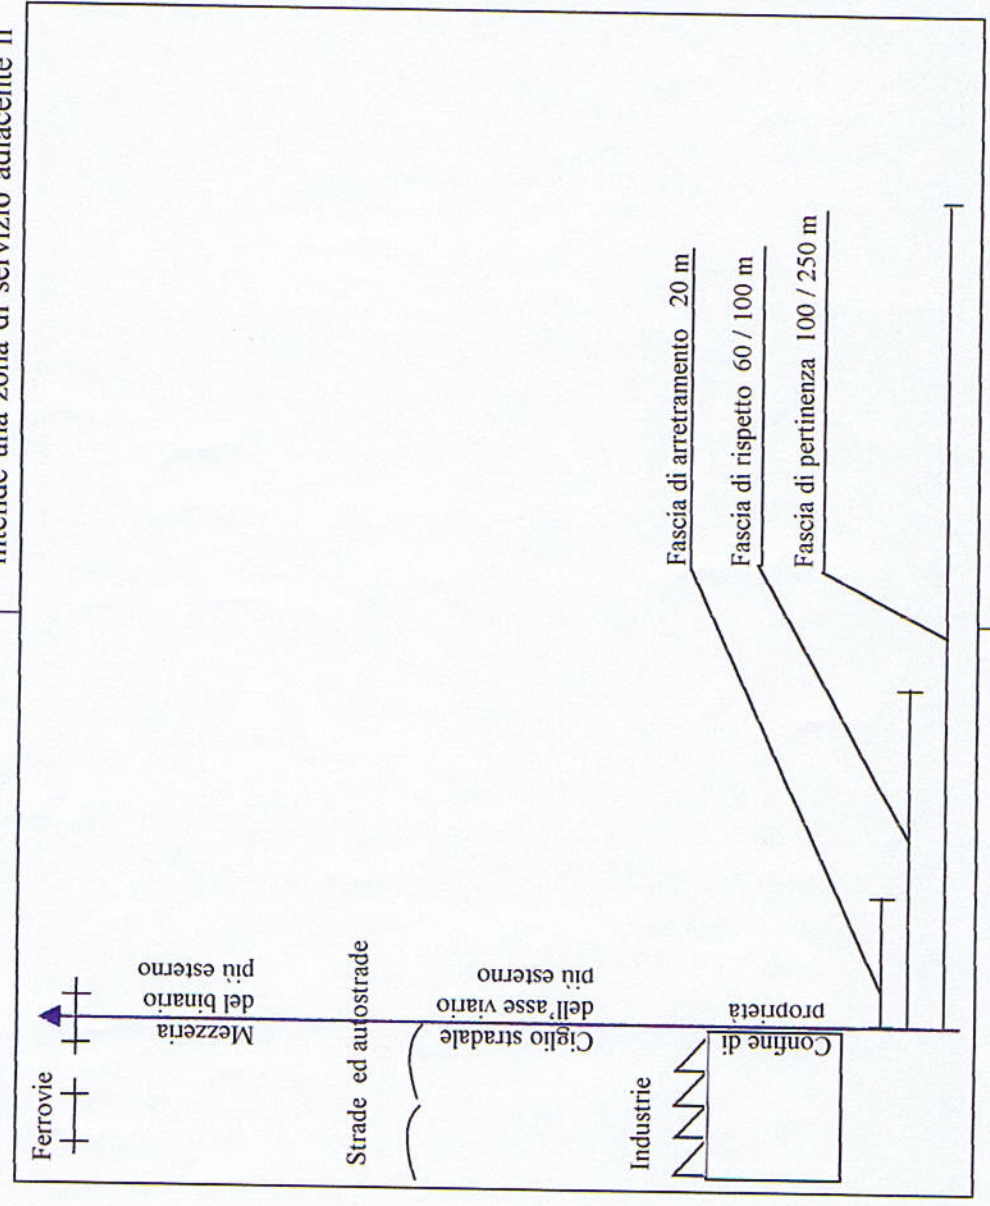 intende una zona di servizio adiacente il
Ferrovie
Mezzeria
del binario
più esterno
Strade ed autostrade
Ciglio stradale
dell'asse viario
più esterno
Industrie
Confine di
proprietà
Fascia di arretramento 20 m
Fascia di rispetto 60 / 100 m
Fascia di pertinenza 100 / 250 m